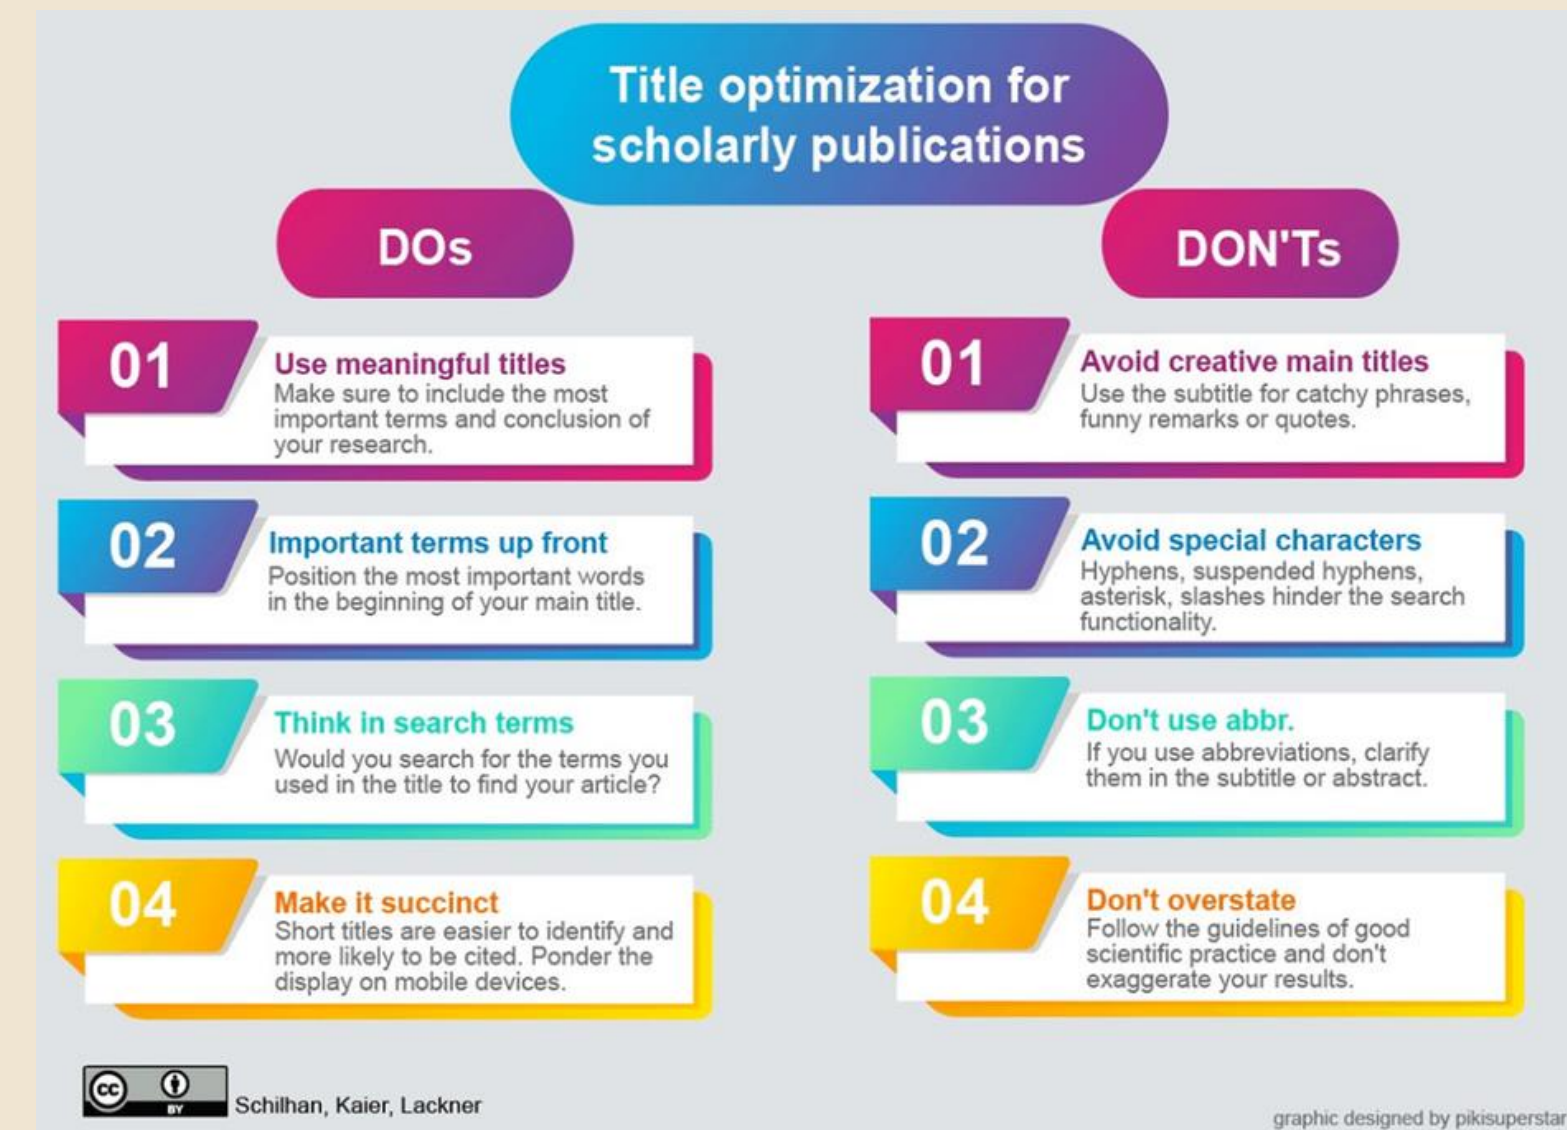 Title optimization for
scholarly publications
DOs
01
Use meaningful titles
Make sure to include the most
important terms and conclusion of
your research.
02
Important terms up front
Position the most important words
in the beginning of your main title.
03
Think in search terms
Would you search for the terms you
used in the title to find your article?
04
Make it succinct
Short titles are easier to identify and
more likely to be cited. Ponder the
display on mobile devices.
DON'Ts
01
Avoid creative main titles
Use the subtitle for catchy phrases,
funny remarks or quotes.
02
Avoid special characters
Hyphens, suspended hyphens,
asterisk, slashes hinder the search
functionality.
03
Don't use abbr.
If you use abbreviations, clarify
them in the subtitle or abstract.
04
Don't overstate
Follow the guidelines of good
scientific practice and don't
exaggerate your results.
cc
BY
Schilhan, Kaier, Lackner
graphic designed by pikisuperstar